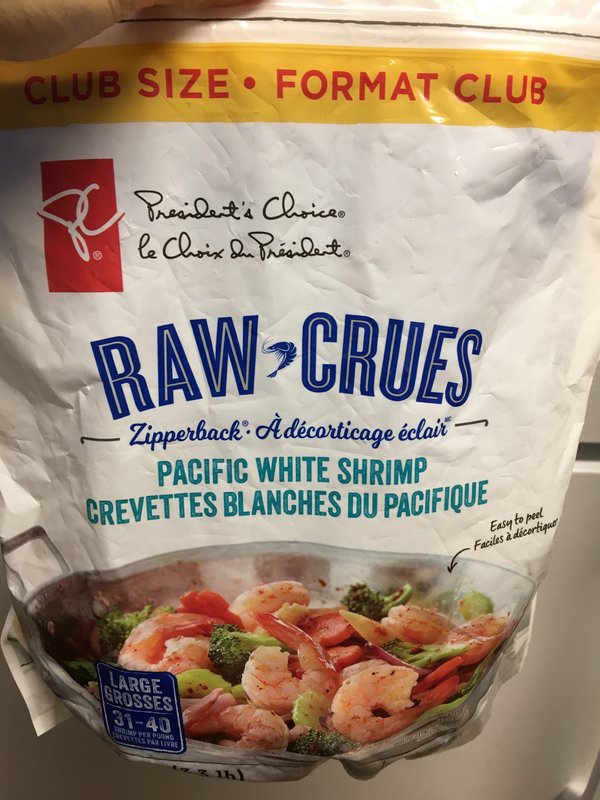 CLUB SIZE • FORMAT CLUB
PC®
President's Choice®
le Choix du Président®
RAW CRUES
Zipperback® • À décorticage éclair MC
PACIFIC WHITE SHRIMP
CREVETTES BLANCHES DU PACIFIQUE
Easy to peel
Faciles à décortiquer
LARGE
GROSSES
31-40
SHRIMP PER POUND
CREVETTES PAR LIVRE
lb)